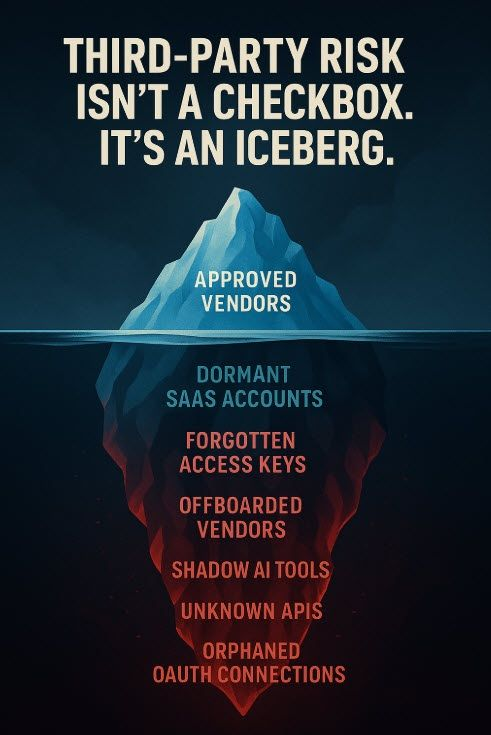 THIRD-PARTY RISK
ISN'T A CHECKBOX.
IT'S AN ICEBERG.
APPROVED
VENDORS
DORMANT
SAAS ACCOUNTS
FORGOTTEN
ACCESS KEYS
OFFBOARDED
VENDORS
SHADOW AI TOOLS
UNKNOWN APIS
ORPHANED
OAUTH CONNECTIONS